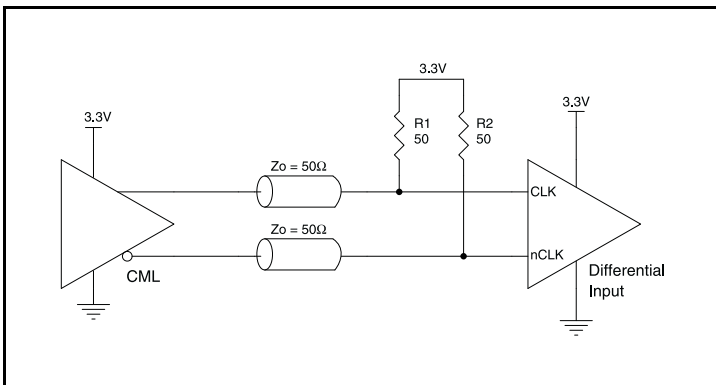 3.3V
3.3V
3.3V
R1
50
R2
50
Zo = 50Ω
CLK
Zo = 50Ω
nCLK
CML
Differential
Input